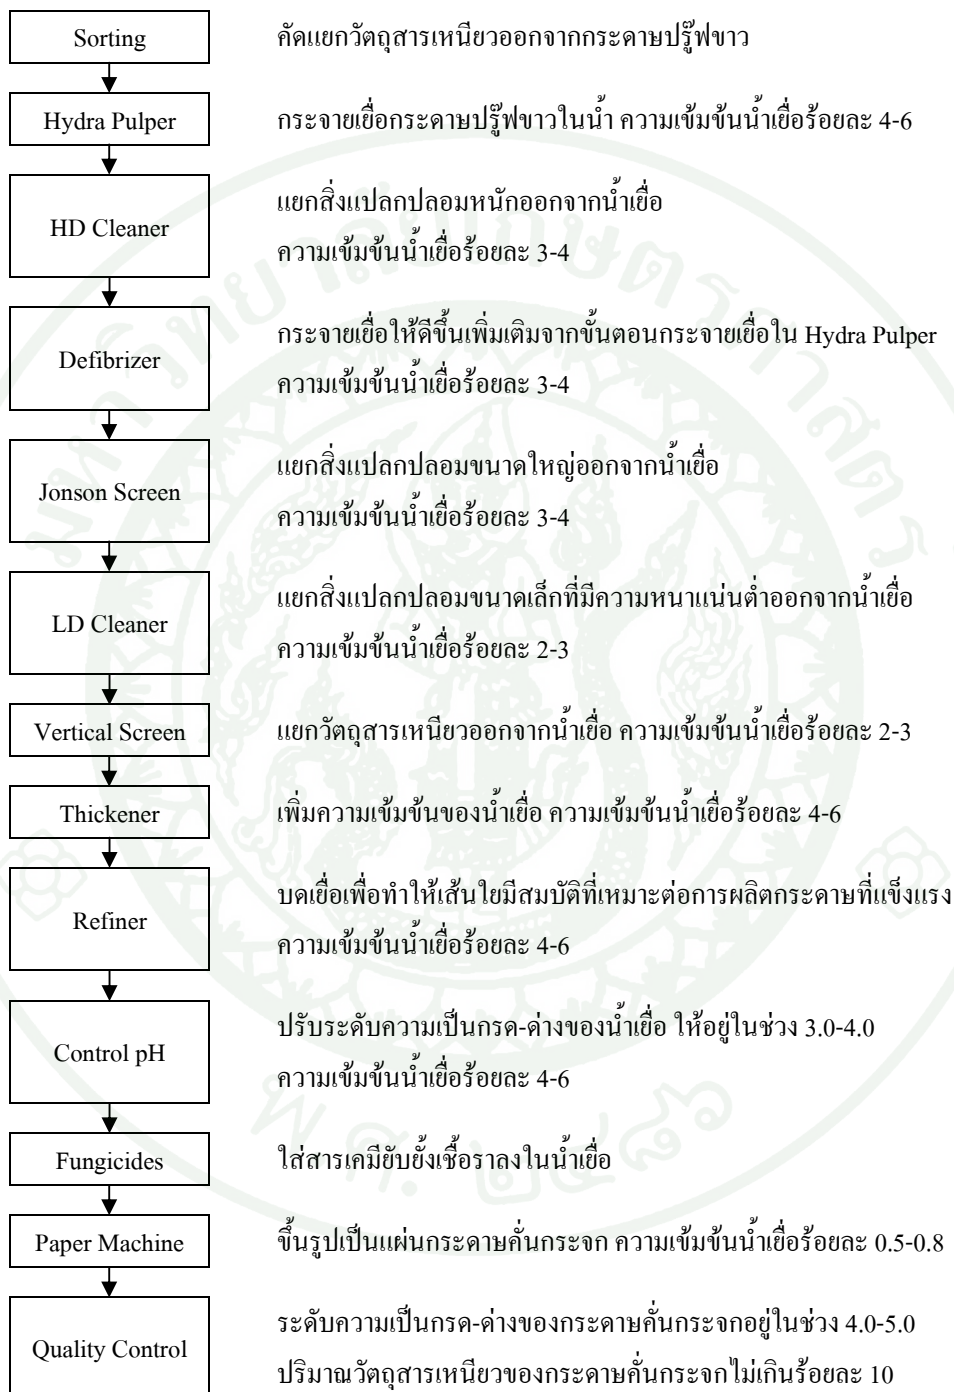 Sorting
คัดแยกวัตถุสารเหนียวออกจากกระดาษปรู๊ฟขาว
Hydra Pulper
กระจายเยื่อกระดาษปรู๊ฟขาวในน้ำ ความเข้มข้นน้ำเยื่อร้อยละ 4-6
HD Cleaner
แยกสิ่งแปลกปลอมหนักออกจากน้ำเยื่อ
ความเข้มข้นน้ำเยื่อร้อยละ 3-4
Defibrizer
กระจายเยื่อให้ดีขึ้นเพิ่มเติมจากขั้นตอนกระจายเยื่อใน Hydra Pulper
ความเข้มข้นน้ำเยื่อร้อยละ 3-4
Jonson Screen
แยกสิ่งแปลกปลอมขนาดใหญ่ออกจากน้ำเยื่อ
ความเข้มข้นน้ำเยื่อร้อยละ 3-4
LD Cleaner
แยกสิ่งแปลกปลอมขนาดเล็กที่มีความหนาแน่นต่ำออกจากน้ำเยื่อ
ความเข้มข้นน้ำเยื่อร้อยละ 2-3
Vertical Screen
แยกวัตถุสารเหนียวออกจากน้ำเยื่อ ความเข้มข้นน้ำเยื่อร้อยละ 2-3
Thickener
เพิ่มความเข้มข้นของน้ำเยื่อ ความเข้มข้นน้ำเยื่อร้อยละ 4-6
Refiner
บดเยื่อเพื่อทำให้เส้นใยมีสมบัติที่เหมาะต่อการผลิตกระดาษที่แข็งแรง
ความเข้มข้นน้ำเยื่อร้อยละ 4-6
Control pH
ปรับระดับความเป็นกรด-ด่างของน้ำเยื่อ ให้อยู่ในช่วง 3.0-4.0
ความเข้มข้นน้ำเยื่อร้อยละ 4-6
Fungicides
ใส่สารเคมียับยั้งเชื้อราลงในน้ำเยื่อ
Paper Machine
ขึ้นรูปเป็นแผ่นกระดาษคั่นกระจก ความเข้มข้นน้ำเยื่อร้อยละ 0.5-0.8
Quality Control
ระดับความเป็นกรด-ด่างของกระดาษคั่นกระจกอยู่ในช่วง 4.0-5.0
ปริมาณวัตถุสารเหนียวของกระดาษคั่นกระจกไม่เกินร้อยละ 10
มหาวิทยาลัยเกษตรศาสตร์
พ.ศ. ๒๔๘๖